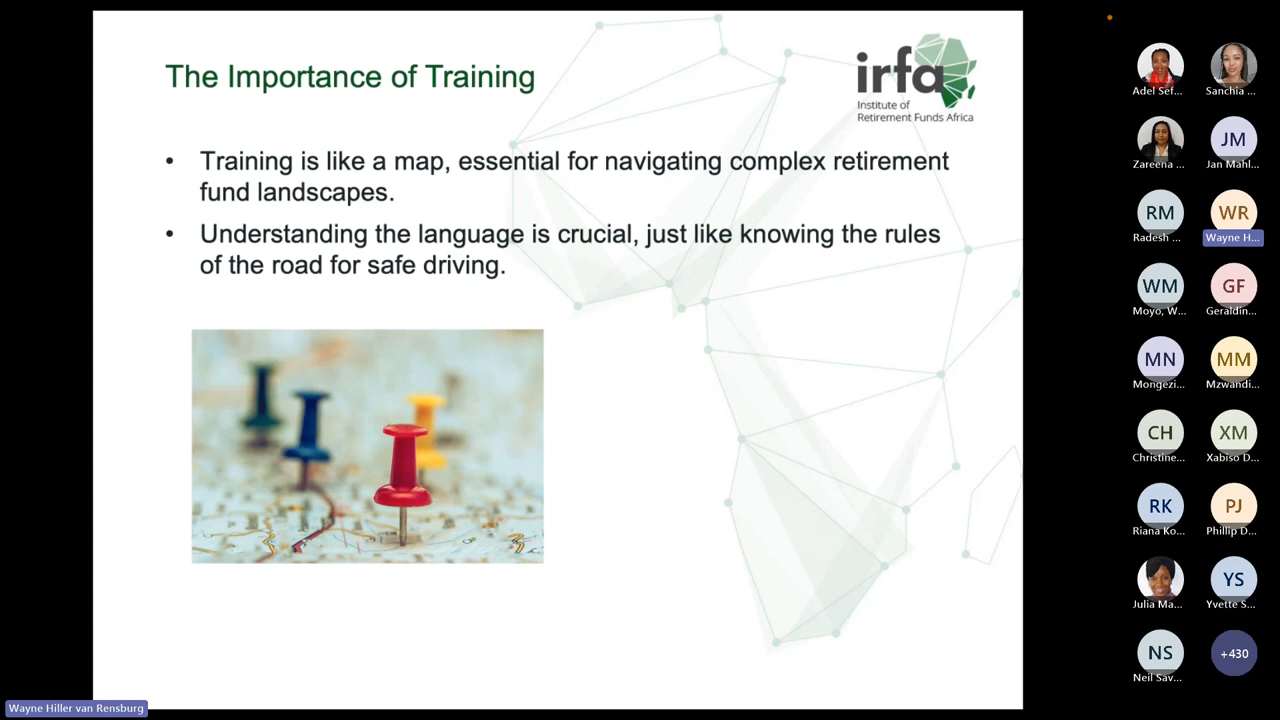 The Importance of Training
irfa
Institute of
Retirement Funds Africa
• Training is like a map, essential for navigating complex retirement
fund landscapes.
• Understanding the language is crucial, just like knowing the rules
of the road for safe driving.
Adel Sef...
Sanchia ...
Zareena ...
JM
Jan Mahl...
RM
Radesh ...
WR
Wayne H...
WM
Moyo, W...
GF
Geraldin...
MN
Mongezi...
MM
Mzwandi...
CH
Christine...
XM
Xabiso D...
RK
Riana Ko...
PJ
Phillip D...
Julia Ma...
YS
Yvette S...
NS
Neil Sav...
+430
Wayne Hiller van Rensburg